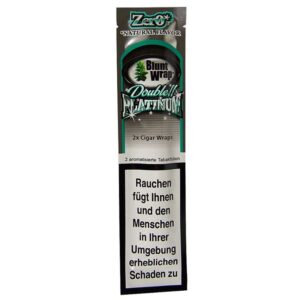 Zero*
*NATURAL FLAVOR
Blunt
Wrap
Double!!
PLATINUM
2x Cigar Wraps
2 aromatisierte Tabakfolien
Rauchen
fügt Ihnen
und den
Menschen
in Ihrer
Umgebung
erheblichen
Schaden zu